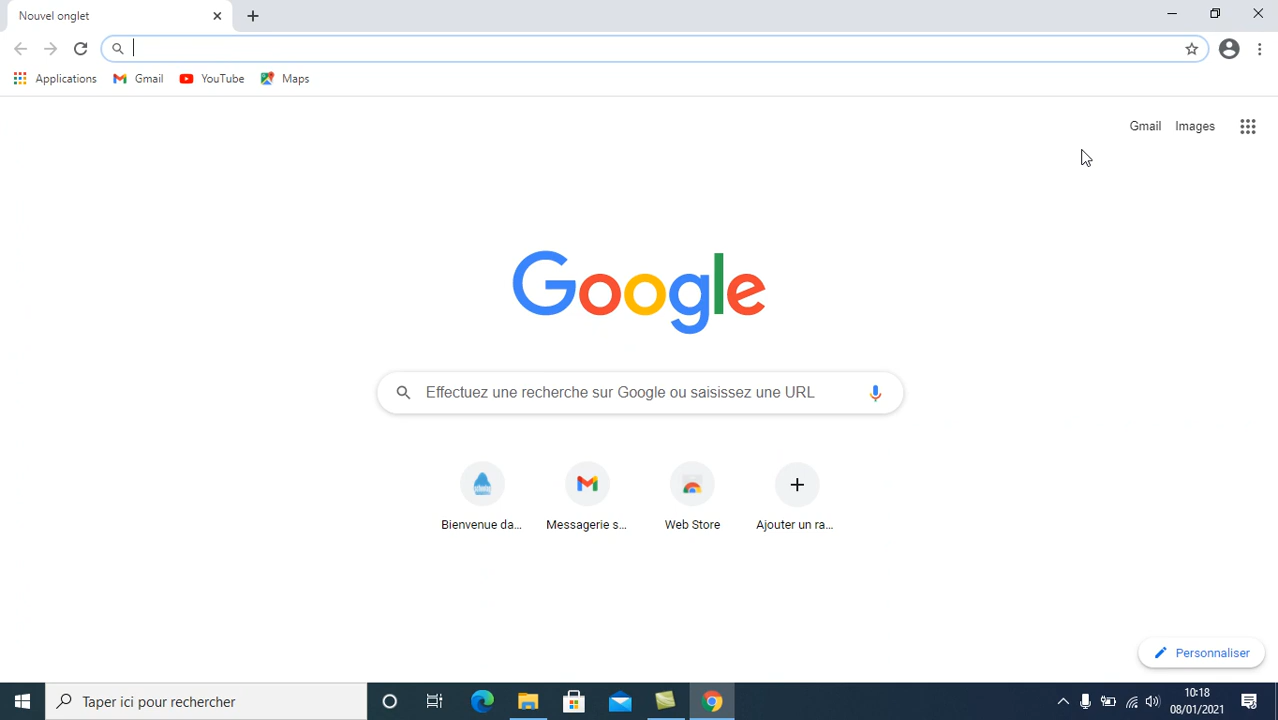 Nouvel onglet
Applications Gmail YouTube Maps
Gmail Images
Google
Effectuez une recherche sur Google ou saisissez une URL
Bienvenue da... Messagerie s... Web Store Ajouter un ra...
Personnaliser
Taper ici pour rechercher
10:18
08/01/2021